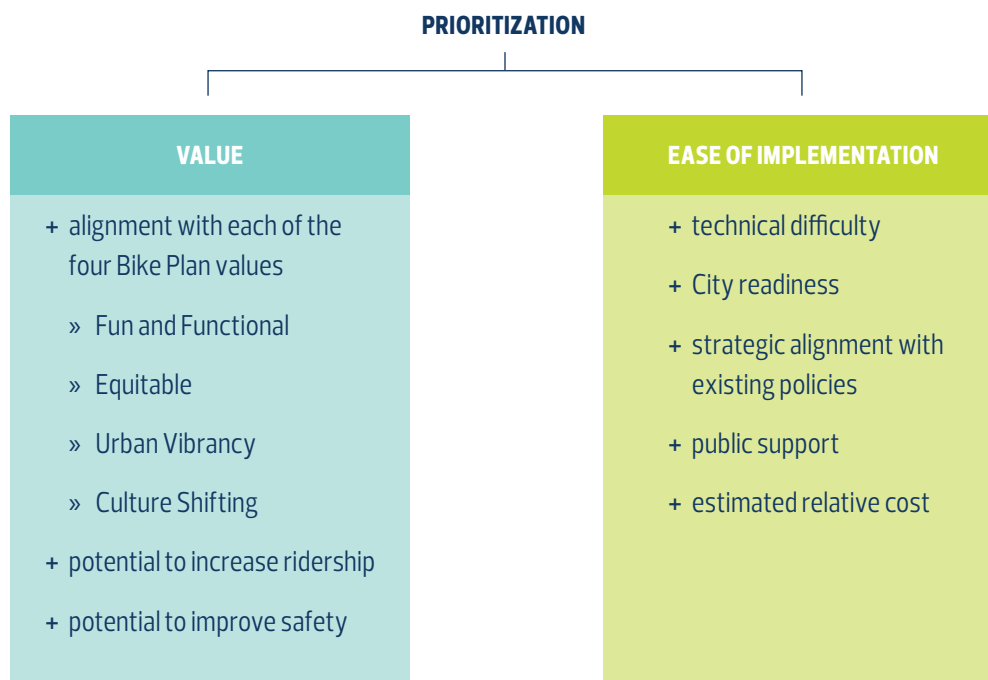 PRIORITIZATION
VALUE
+ alignment with each of the
four Bike Plan values
» Fun and Functional
» Equitable
» Urban Vibrancy
» Culture Shifting
+ potential to increase ridership
+ potential to improve safety
EASE OF IMPLEMENTATION
+ technical difficulty
+ City readiness
+ strategic alignment with
existing policies
+ public support
+ estimated relative cost